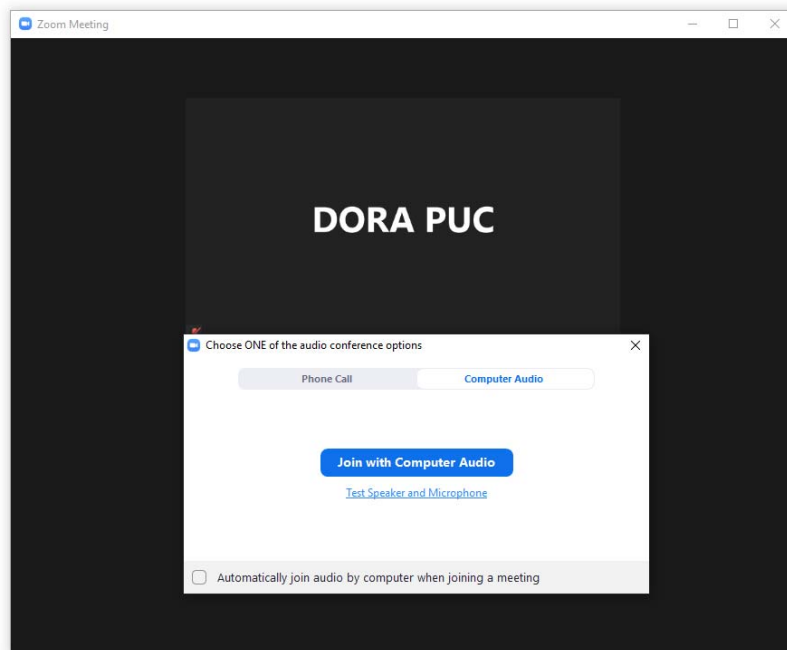 Zoom Meeting
DORA PUC
Choose ONE of the audio conference options
Phone Call
Computer Audio
Join with Computer Audio
Test Speaker and Microphone
Automatically join audio by computer when joining a meeting